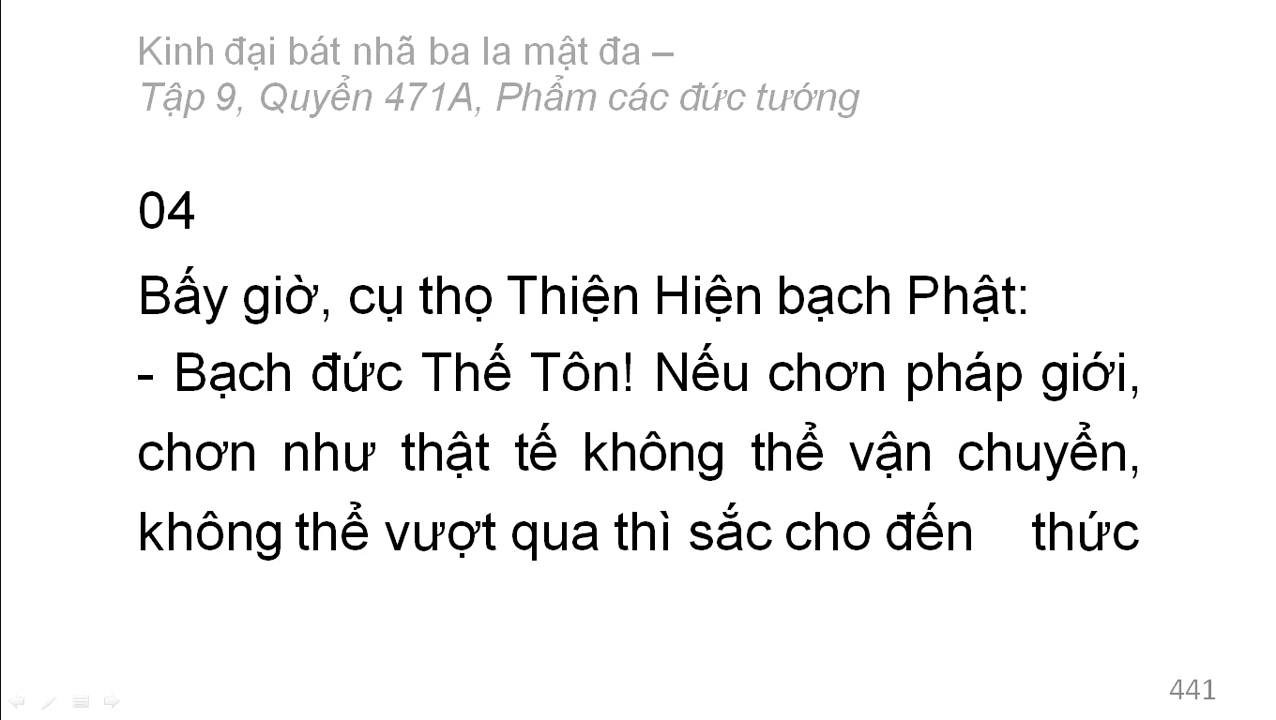 Kinh đại bát nhã ba la mật đa –
Tập 9, Quyển 471A, Phẩm các đức tướng
04
Bấy giờ, cụ thọ Thiện Hiện bạch Phật:
- Bạch đức Thế Tôn! Nếu chơn pháp giới,
chơn như thật tế không thể vận chuyển,
không thể vượt qua thì sắc cho đến thức
441